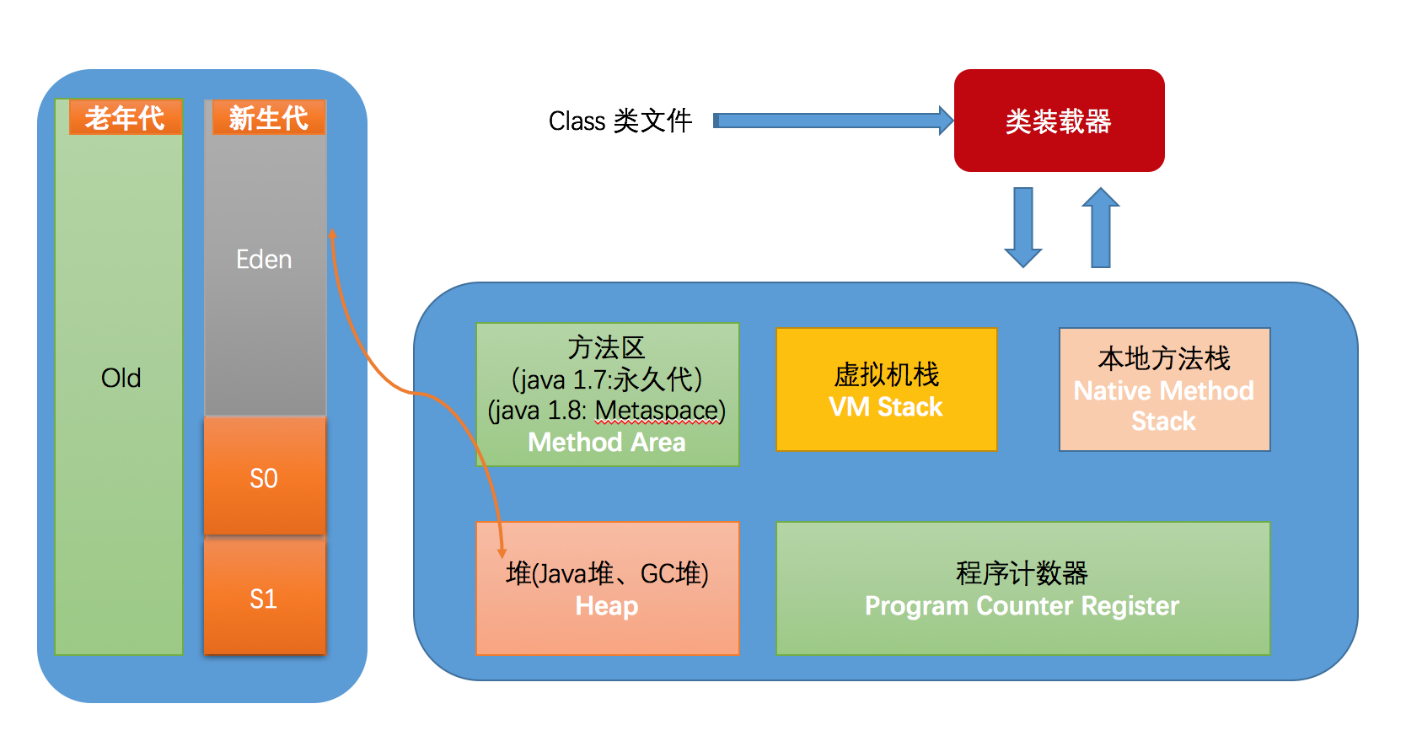 老年代
新生代
Old
Eden
S0
S1
Class 类文件
类装载器
方法区
（java 1.7:永久代）
(java 1.8: Metaspace)
Method Area
虚拟机栈
VM Stack
本地方法栈
Native Method
Stack
堆(Java堆、GC堆)
Heap
程序计数器
Program Counter Register